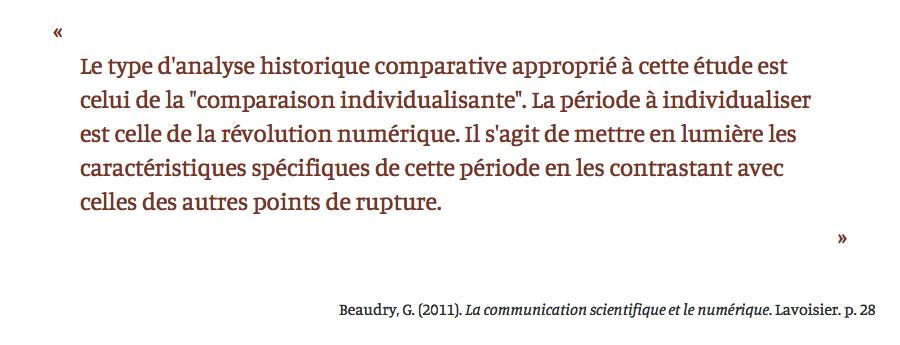 «
Le type d'analyse historique comparative approprié à cette étude est
celui de la "comparaison individualisante". La période à individualiser
est celle de la révolution numérique. Il s'agit de mettre en lumière les
caractéristiques spécifiques de cette période en les contrastant avec
celles des autres points de rupture.
»
Beaudry, G. (2011). La communication scientifique et le numérique. Lavoisier. p. 28